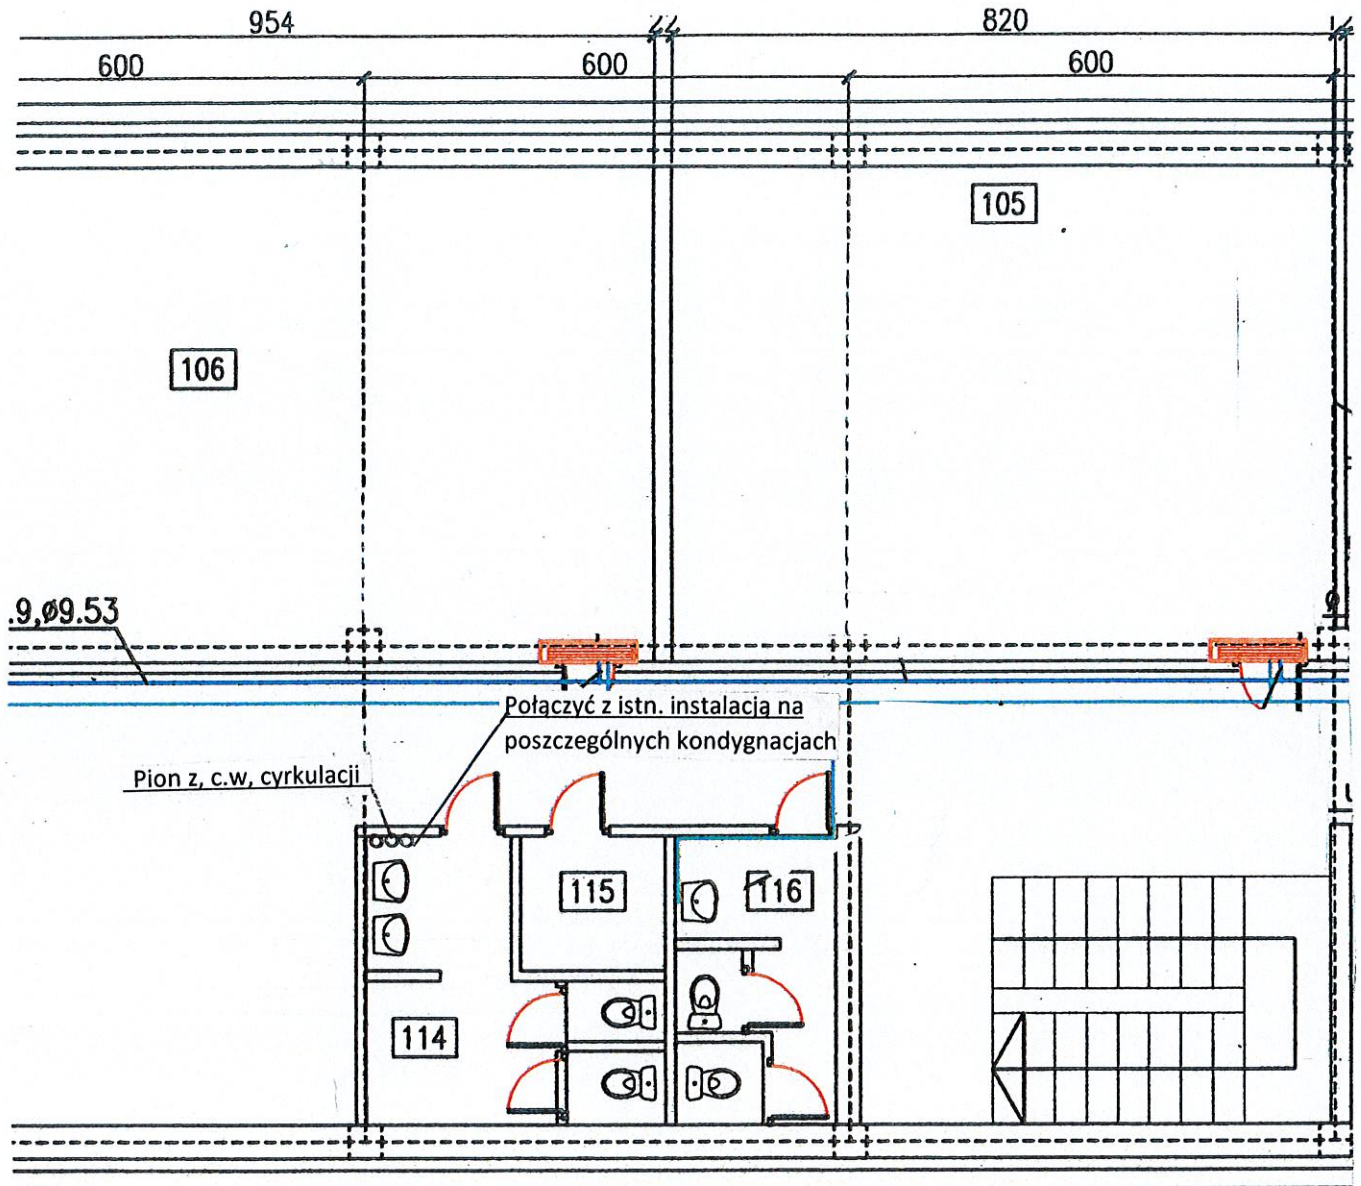 954
22
820
600
600
600
105
106
.9,ø9.53
Połączyć z istn. instalacją na
poszczególnych kondygnacjach
Pion z, c.w, cyrkulacji
115
116
114